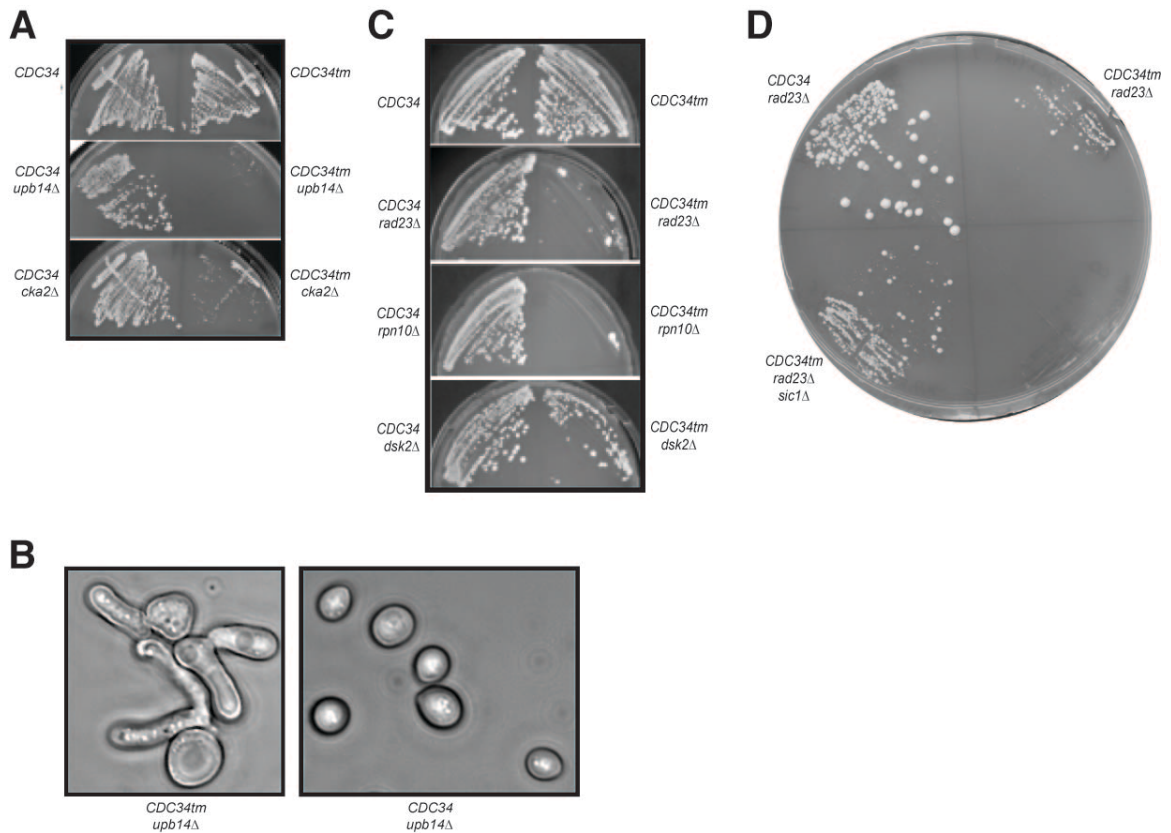 A
CDC34
CDC34tm
CDC34
upb14Δ
CDC34tm
upb14Δ
CDC34
cka2Δ
CDC34tm
cka2Δ
C
CDC34
CDC34tm
CDC34
rad23Δ
CDC34tm
rad23Δ
CDC34
rpn10Δ
CDC34tm
rpn10Δ
CDC34
dsk2Δ
CDC34tm
dsk2Δ
D
CDC34
rad23Δ
CDC34tm
rad23Δ
CDC34tm
rad23Δ
sic1Δ
B
CDC34tm
upb14Δ
CDC34
upb14Δ